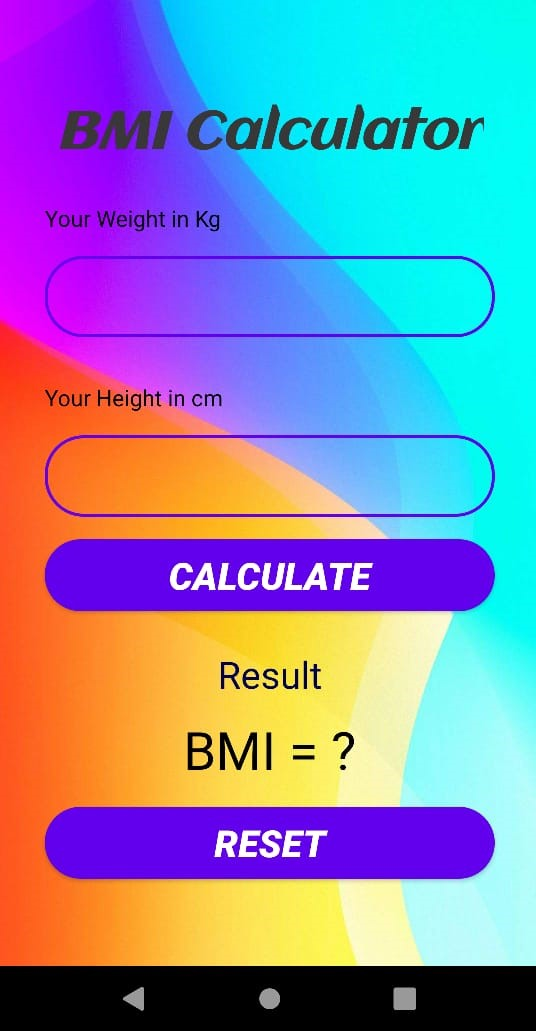 BMI Calculator
Your Weight in Kg
Your Height in cm
CALCULATE
Result
BMI = ?
RESET